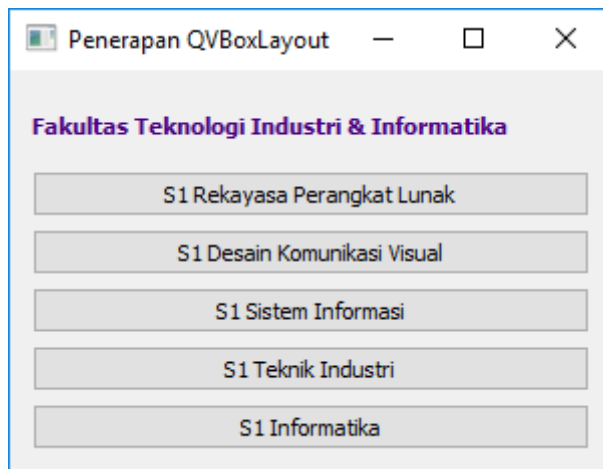 Penerapan QVBoxLayout
Fakultas Teknologi Industri & Informatika
S1 Rekayasa Perangkat Lunak
S1 Desain Komunikasi Visual
S1 Sistem Informasi
S1 Teknik Industri
S1 Informatika